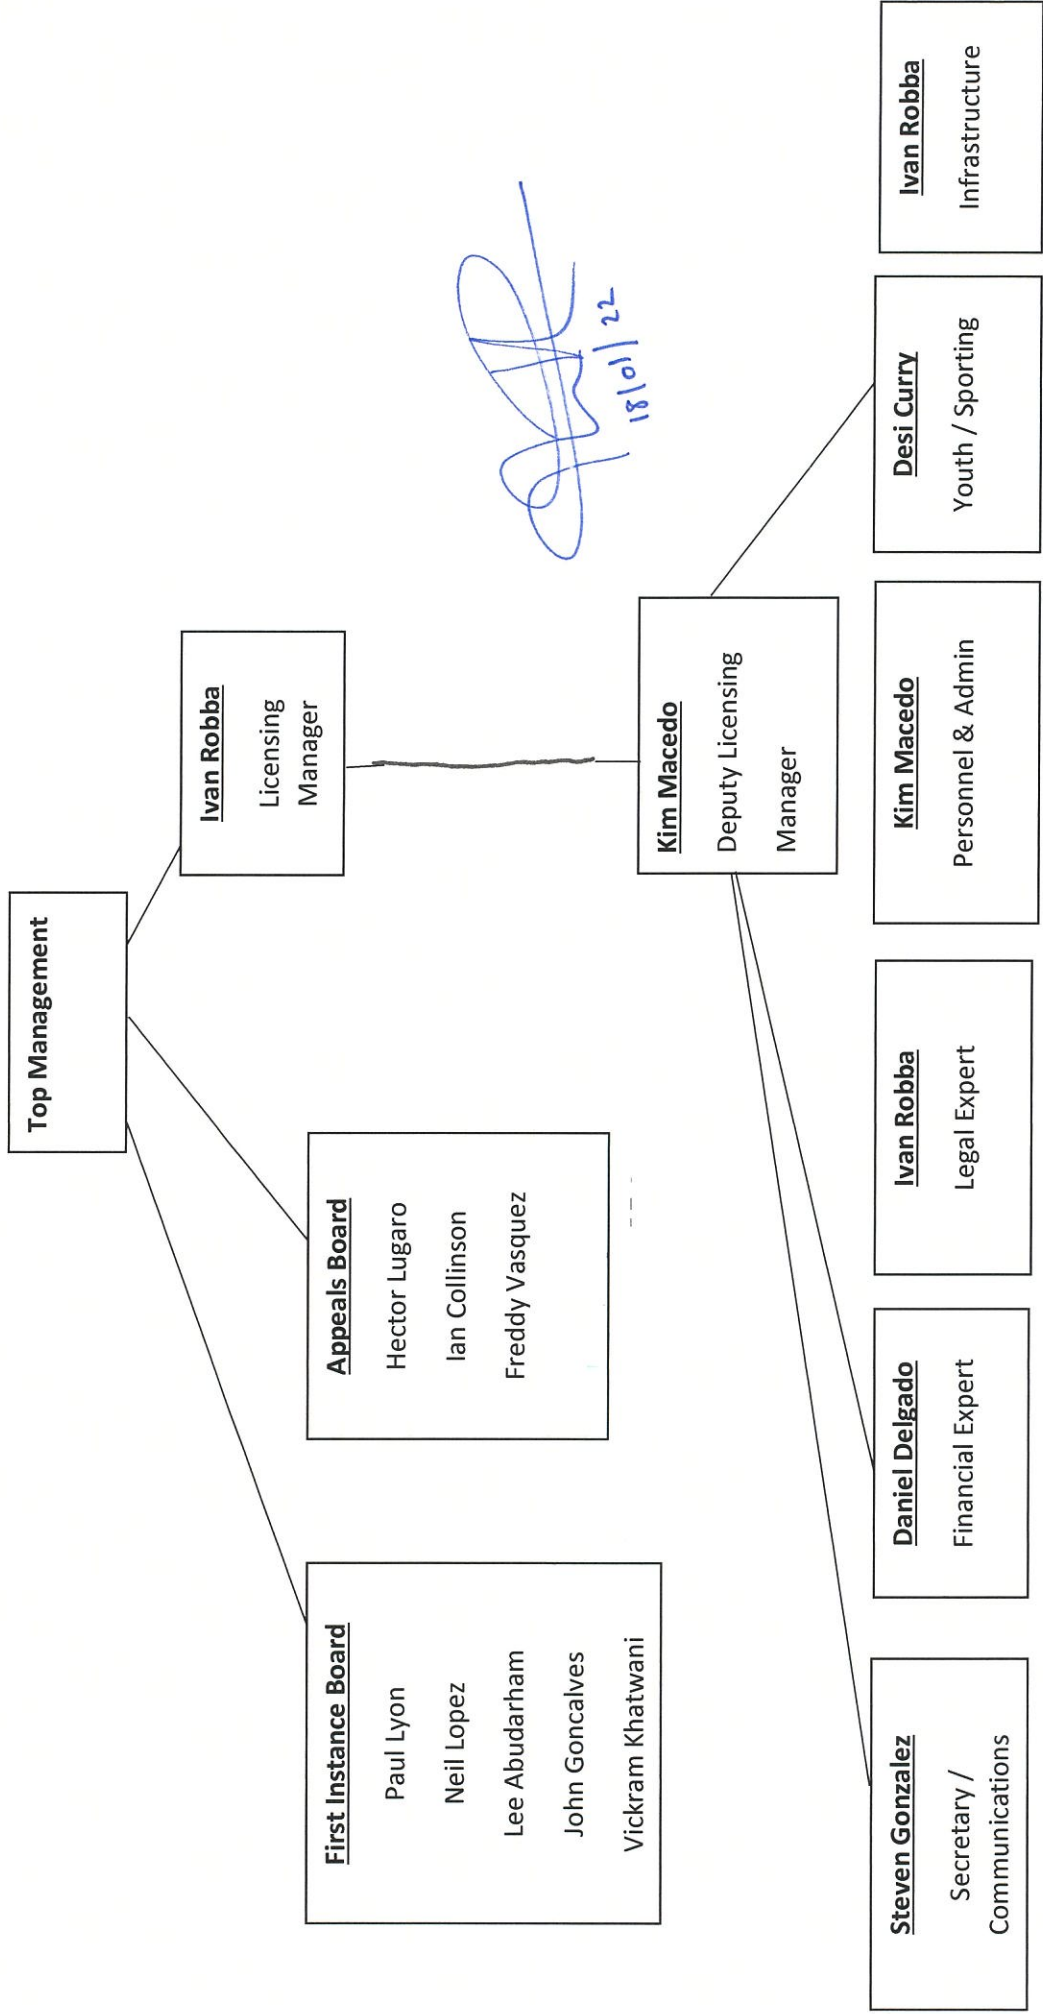 Top Management
Ivan Robba
Licensing
Manager
First Instance Board
Paul Lyon
Neil Lopez
Lee Abudarham
John Goncalves
Vickram Khatwani
Appeals Board
Hector Lugaro
Ian Collinson
Freddy Vasquez
Kim Macedo
Deputy Licensing
Manager
18/01/22
Steven Gonzalez
Secretary /
Communications
Daniel Delgado
Financial Expert
Ivan Robba
Legal Expert
Kim Macedo
Personnel & Admin
Desi Curry
Youth / Sporting
Ivan Robba
Infrastructure